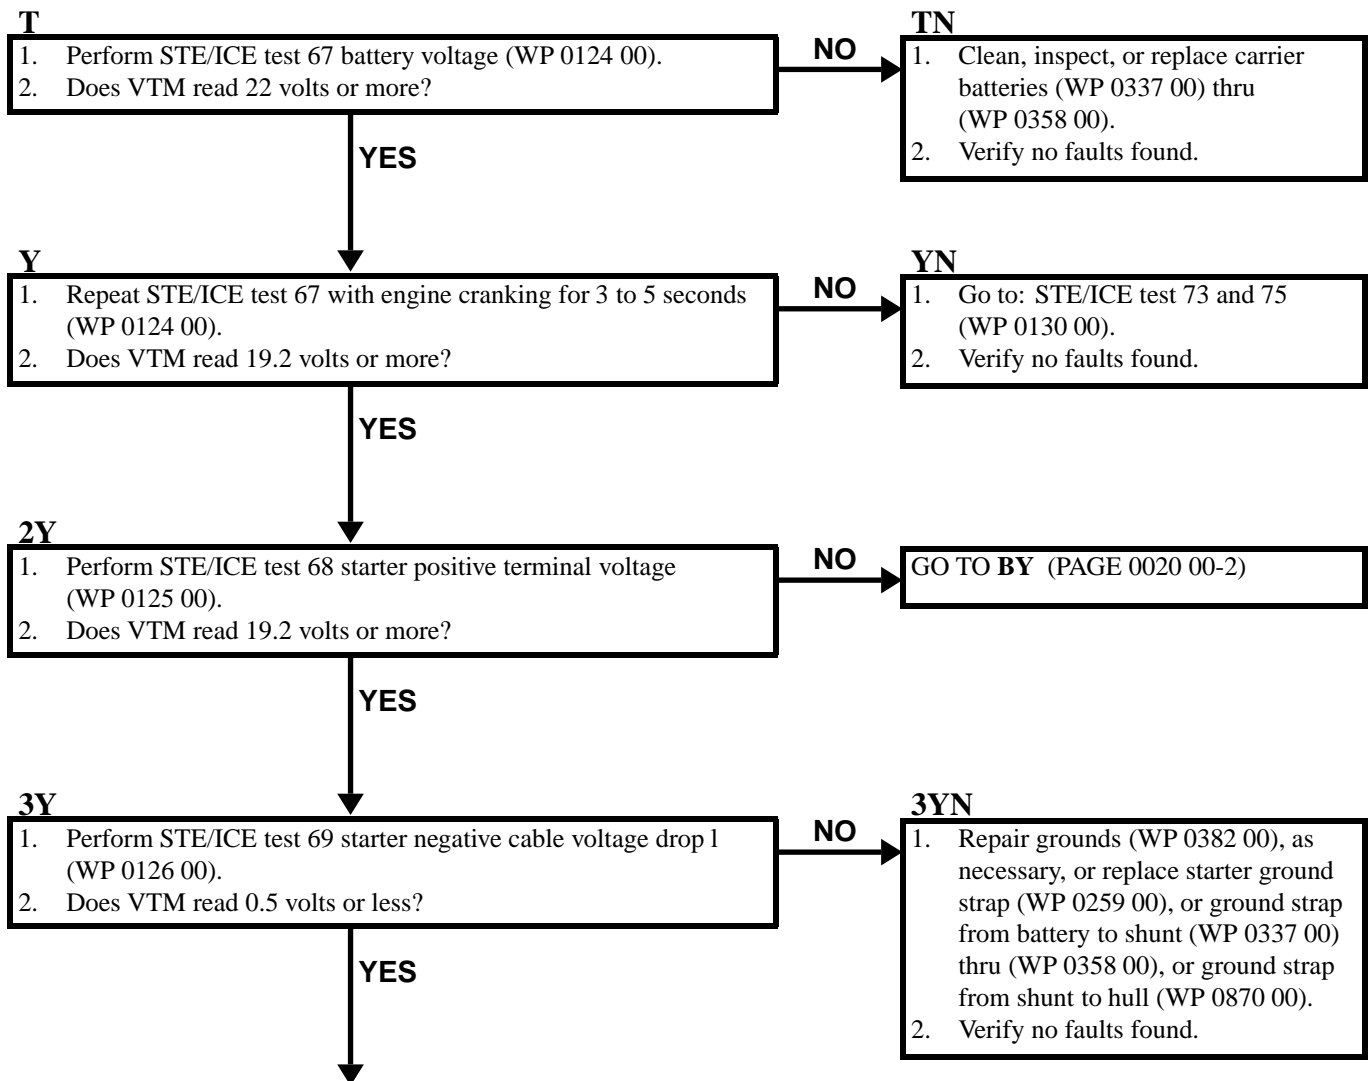 T
1. Perform STE/ICE test 67 battery voltage (WP 0124 00).
2. Does VTM read 22 volts or more?
NO
TN
1. Clean, inspect, or replace carrier
batteries (WP 0337 00) thru
(WP 0358 00).
2. Verify no faults found.
YES
Y
1. Repeat STE/ICE test 67 with engine cranking for 3 to 5 seconds
(WP 0124 00).
2. Does VTM read 19.2 volts or more?
NO
YN
1. Go to: STE/ICE test 73 and 75
(WP 0130 00).
2. Verify no faults found.
YES
2Y
1. Perform STE/ICE test 68 starter positive terminal voltage
(WP 0125 00).
2. Does VTM read 19.2 volts or more?
NO
GO TO BY (PAGE 0020 00-2)
YES
3Y
1. Perform STE/ICE test 69 starter negative cable voltage drop l
(WP 0126 00).
2. Does VTM read 0.5 volts or less?
NO
3YN
1. Repair grounds (WP 0382 00), as
necessary, or replace starter ground
strap (WP 0259 00), or ground strap
from battery to shunt (WP 0337 00)
thru (WP 0358 00), or ground strap
from shunt to hull (WP 0870 00).
2. Verify no faults found.
YES